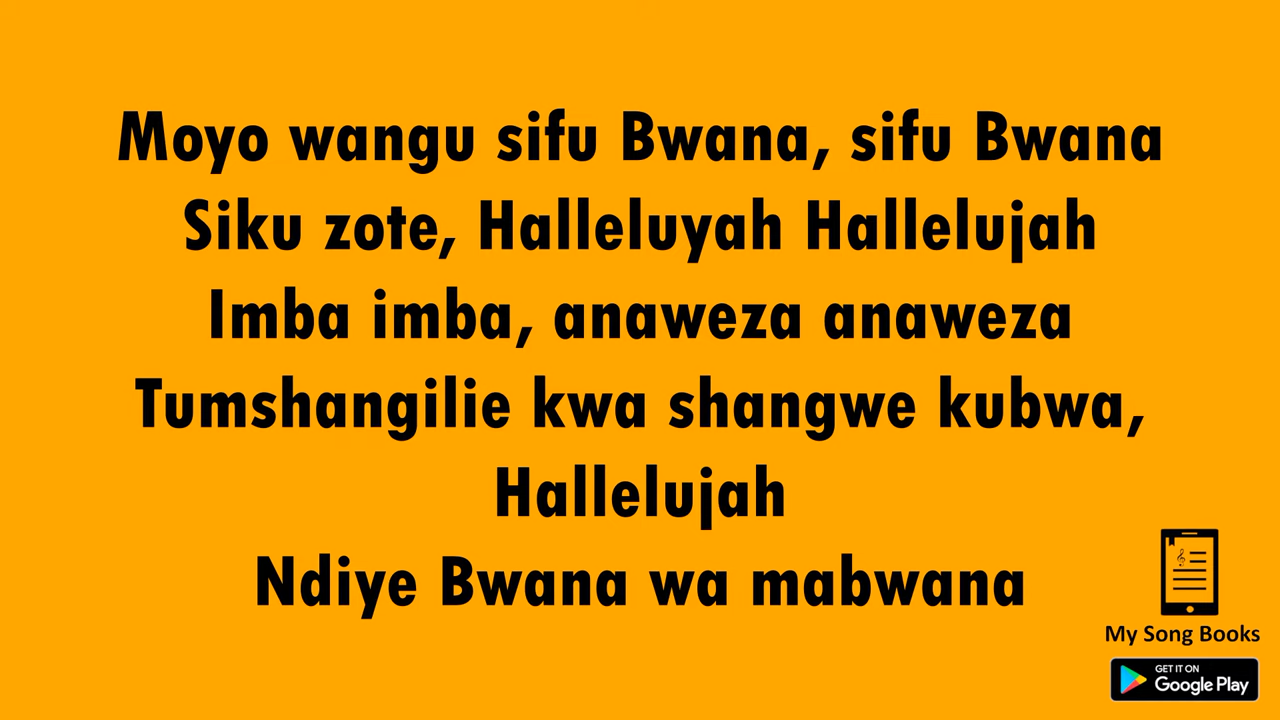 Moyo wangu sifu Bwana, sifu Bwana
Siku zote, Halleluyah Hallelujah
Imba imba, anaweza anaweza
Tumshangilie kwa shangwe kubwa,
Hallelujah
Ndiye Bwana wa mabwana
My Song Books
GET IT ON
Google Play